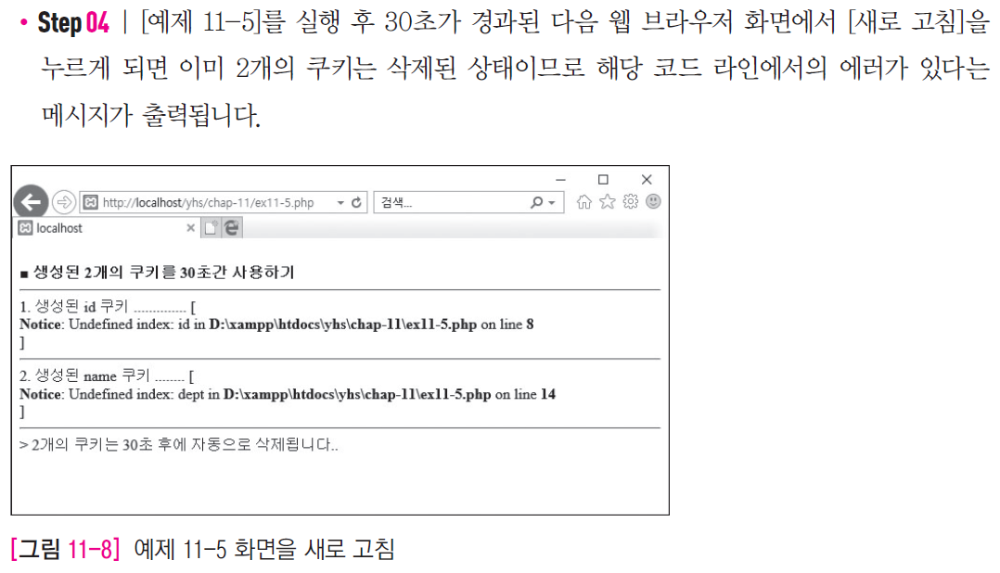 • Step 04 | [예제 11-5]를 실행 후 30초가 경과된 다음 웹 브라우저 화면에서 [새로 고침]을
누르게 되면 이미 2개의 쿠키는 삭제된 상태이므로 해당 코드 라인에서의 에러가 있다는
메시지가 출력됩니다.
http://localhost/yhs/chap-11/ex11-5.php
검색...
localhost
■ 생성된 2개의 쿠키를 30초간 사용하기
1. 생성된 id 쿠키 .............. [
Notice: Undefined index: id in D:\xampp\htdocs\yhs\chap-11\ex11-5.php on line 8
]
2. 생성된 name 쿠키 ........ [
Notice: Undefined index: dept in D:\xampp\htdocs\yhs\chap-11\ex11-5.php on line 14
]
> 2개의 쿠키는 30초 후에 자동으로 삭제됩니다..
[그림 11-8] 예제 11-5 화면을 새로 고침